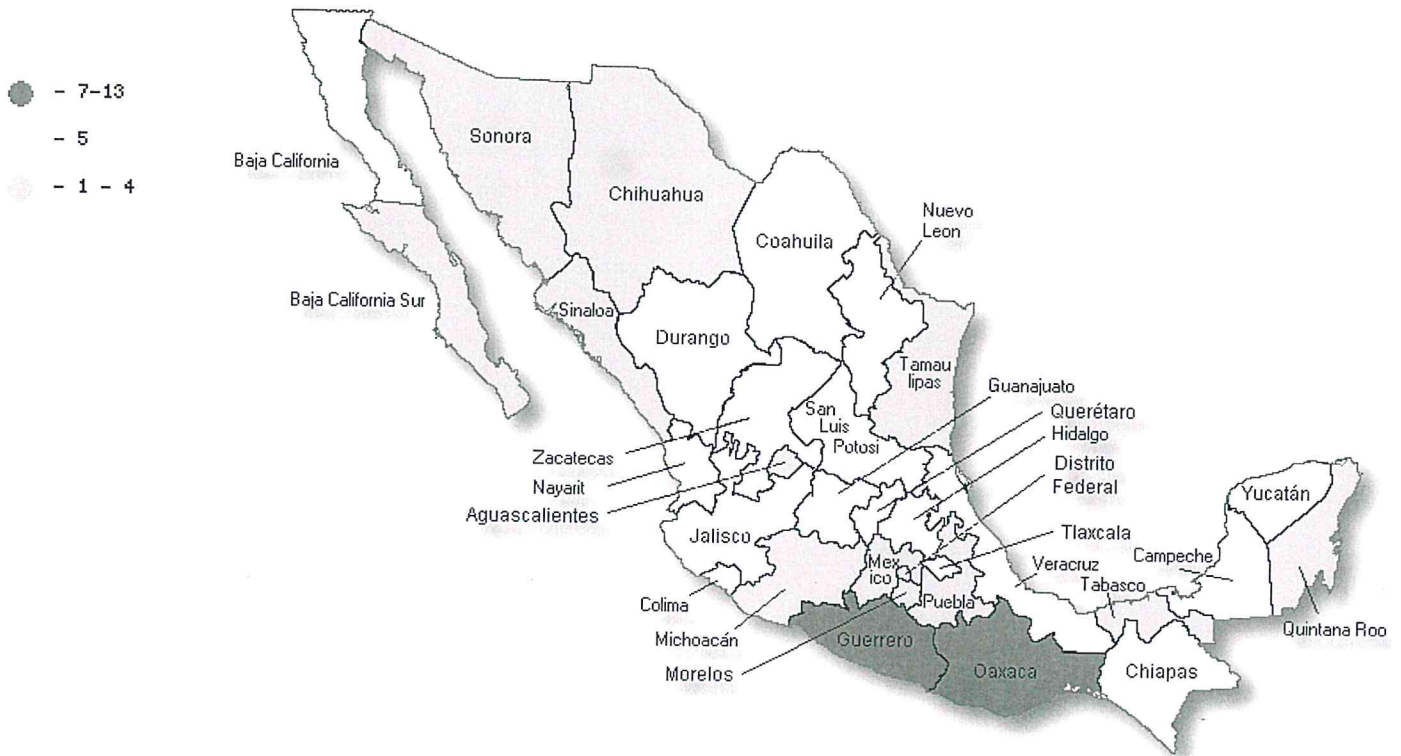 - 7-13
- 5
- 1 - 4
Sonora
Baja California
Chihuahua
Nuevo
Leon
Coahuila
Baja California Sur
Sinaloa
Durango
Tamau
lipas
Guanajuato
San
Luis
Potosi
Querétaro
Hidalgo
Zacatecas
Distrito
Federal
Nayarit
Yucatán
Aguascalientes
Jalisco
Tlaxcala
Mex
ico
Veracruz
Campeche
Tabasco
Colima
Puebla
Quintana Roo
Michoacán
Guerrero
Morelos
Oaxaca
Chiapas